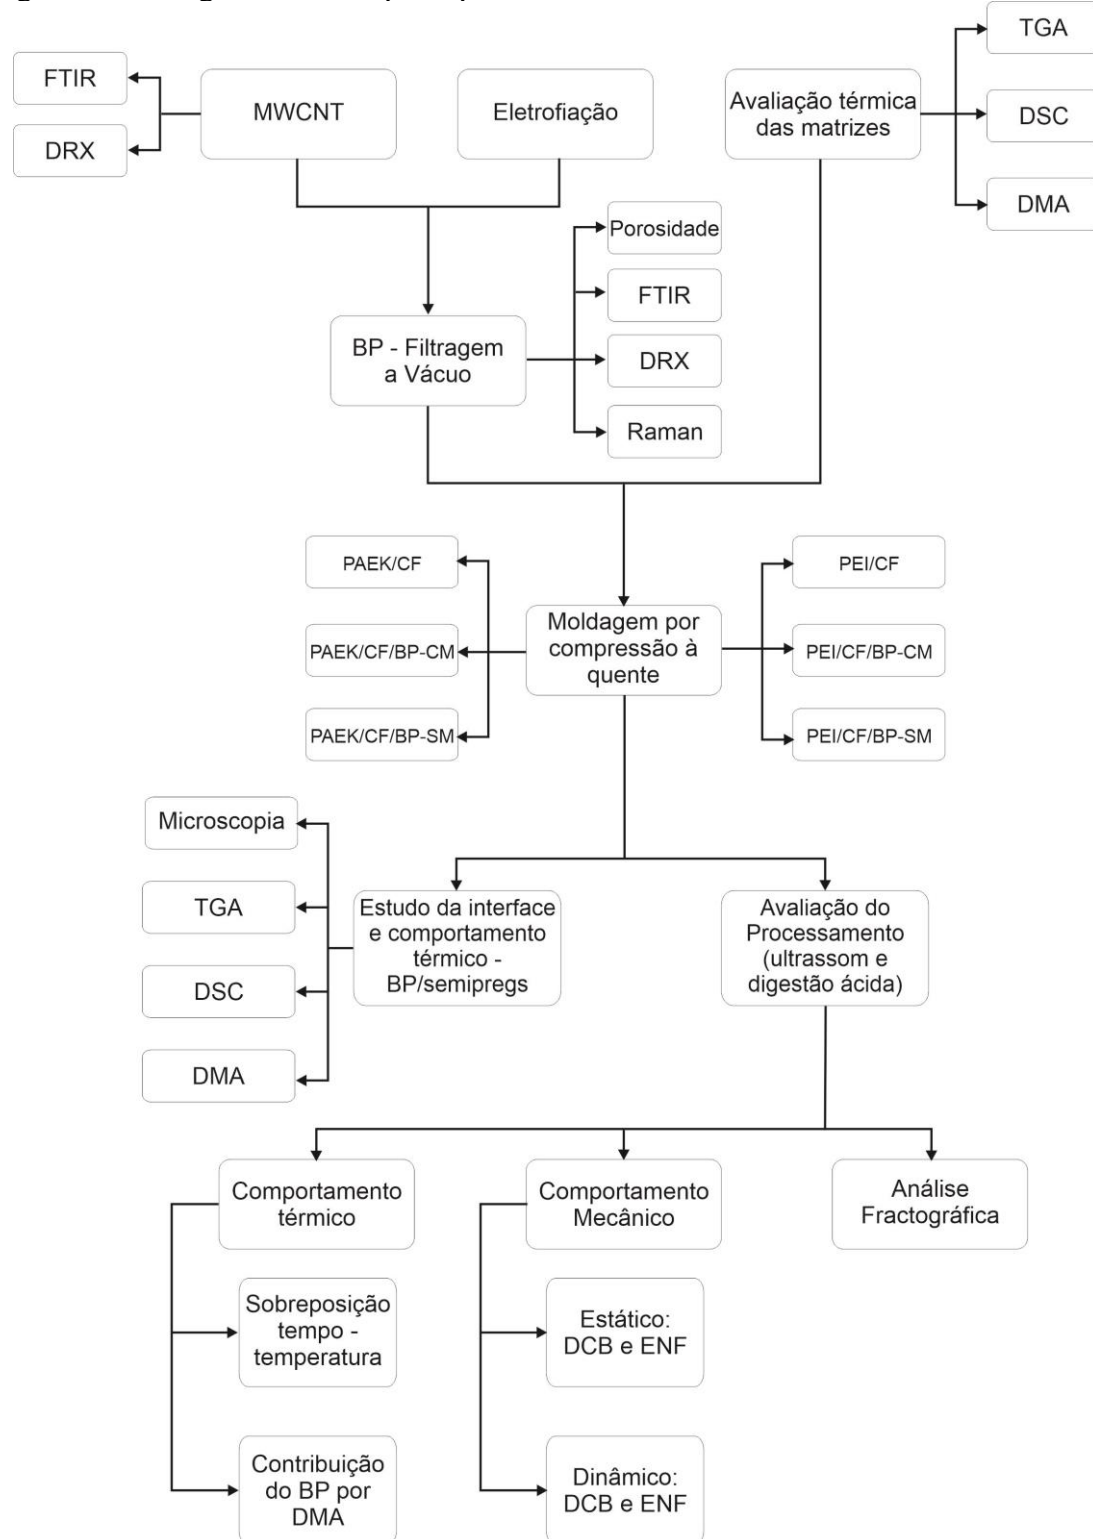 TGA
FTIR
MWCNT
Eletrofiação
Avaliação térmica
das matrizes
DSC
DRX
DMA
Porosidade
FTIR
BP - Filtragem
a Vácuo
DRX
Raman
PAEK/CF
PEI/CF
Moldagem por
compressão à
quente
PAEK/CF/BP-CM
PEI/CF/BP-CM
PAEK/CF/BP-SM
PEI/CF/BP-SM
Microscopia
TGA
Estudo da interface
e comportamento
térmico -
BP/semipregs
Avaliação do
Processamento
(ultrassom e
digestão ácida)
DSC
DMA
Comportamento
térmico
Comportamento
Mecânico
Análise
Fractográfica
Sobreposição
tempo -
temperatura
Estático:
DCB e ENF
Contribuição
do BP por
DMA
Dinâmico:
DCB e ENF